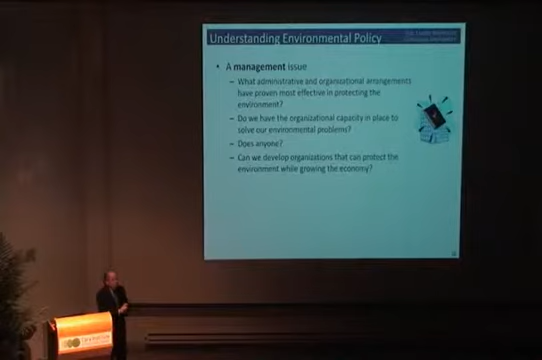 Understanding Environmental Policy
• A management issue
– What administrative and organizational arrangements
have proven most effective in protecting the
environment?
– Do we have the organizational capacity in place to
solve our environmental problems?
– Does anyone?
– Can we develop organizations that can protect the
environment while growing the economy?